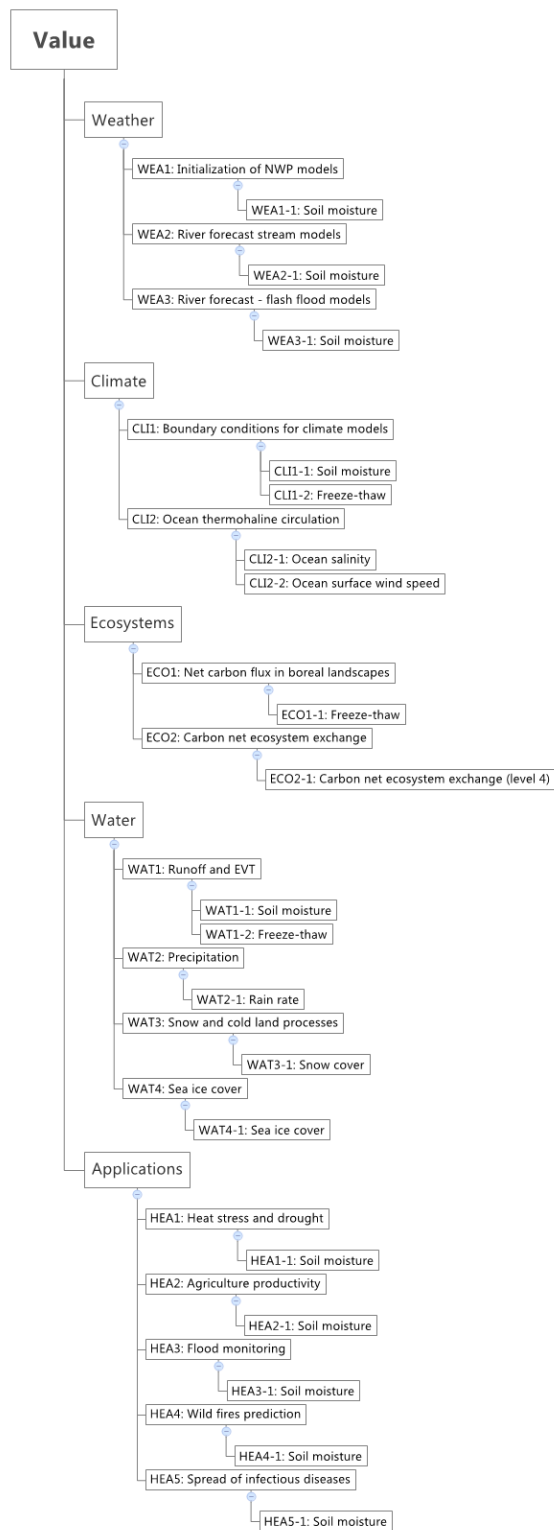 Value
Weather
WEA1: Initialization of NWP models
WEA1-1: Soil moisture
WEA2: River forecast stream models
WEA2-1: Soil moisture
WEA3: River forecast - flash flood models
WEA3-1: Soil moisture
Climate
CLI1: Boundary conditions for climate models
CLI1-1: Soil moisture
CLI1-2: Freeze-thaw
CLI2: Ocean thermohaline circulation
CLI2-1: Ocean salinity
CLI2-2: Ocean surface wind speed
Ecosystems
ECO1: Net carbon flux in boreal landscapes
ECO1-1: Freeze-thaw
ECO2: Carbon net ecosystem exchange
ECO2-1: Carbon net ecosystem exchange (level 4)
Water
WAT1: Runoff and EVT
WAT1-1: Soil moisture
WAT1-2: Freeze-thaw
WAT2: Precipitation
WAT2-1: Rain rate
WAT3: Snow and cold land processes
WAT3-1: Snow cover
WAT4: Sea ice cover
WAT4-1: Sea ice cover
Applications
HEA1: Heat stress and drought
HEA1-1: Soil moisture
HEA2: Agriculture productivity
HEA2-1: Soil moisture
HEA3: Flood monitoring
HEA3-1: Soil moisture
HEA4: Wild fires prediction
HEA4-1: Soil moisture
HEA5: Spread of infectious diseases
HEA5-1: Soil moisture